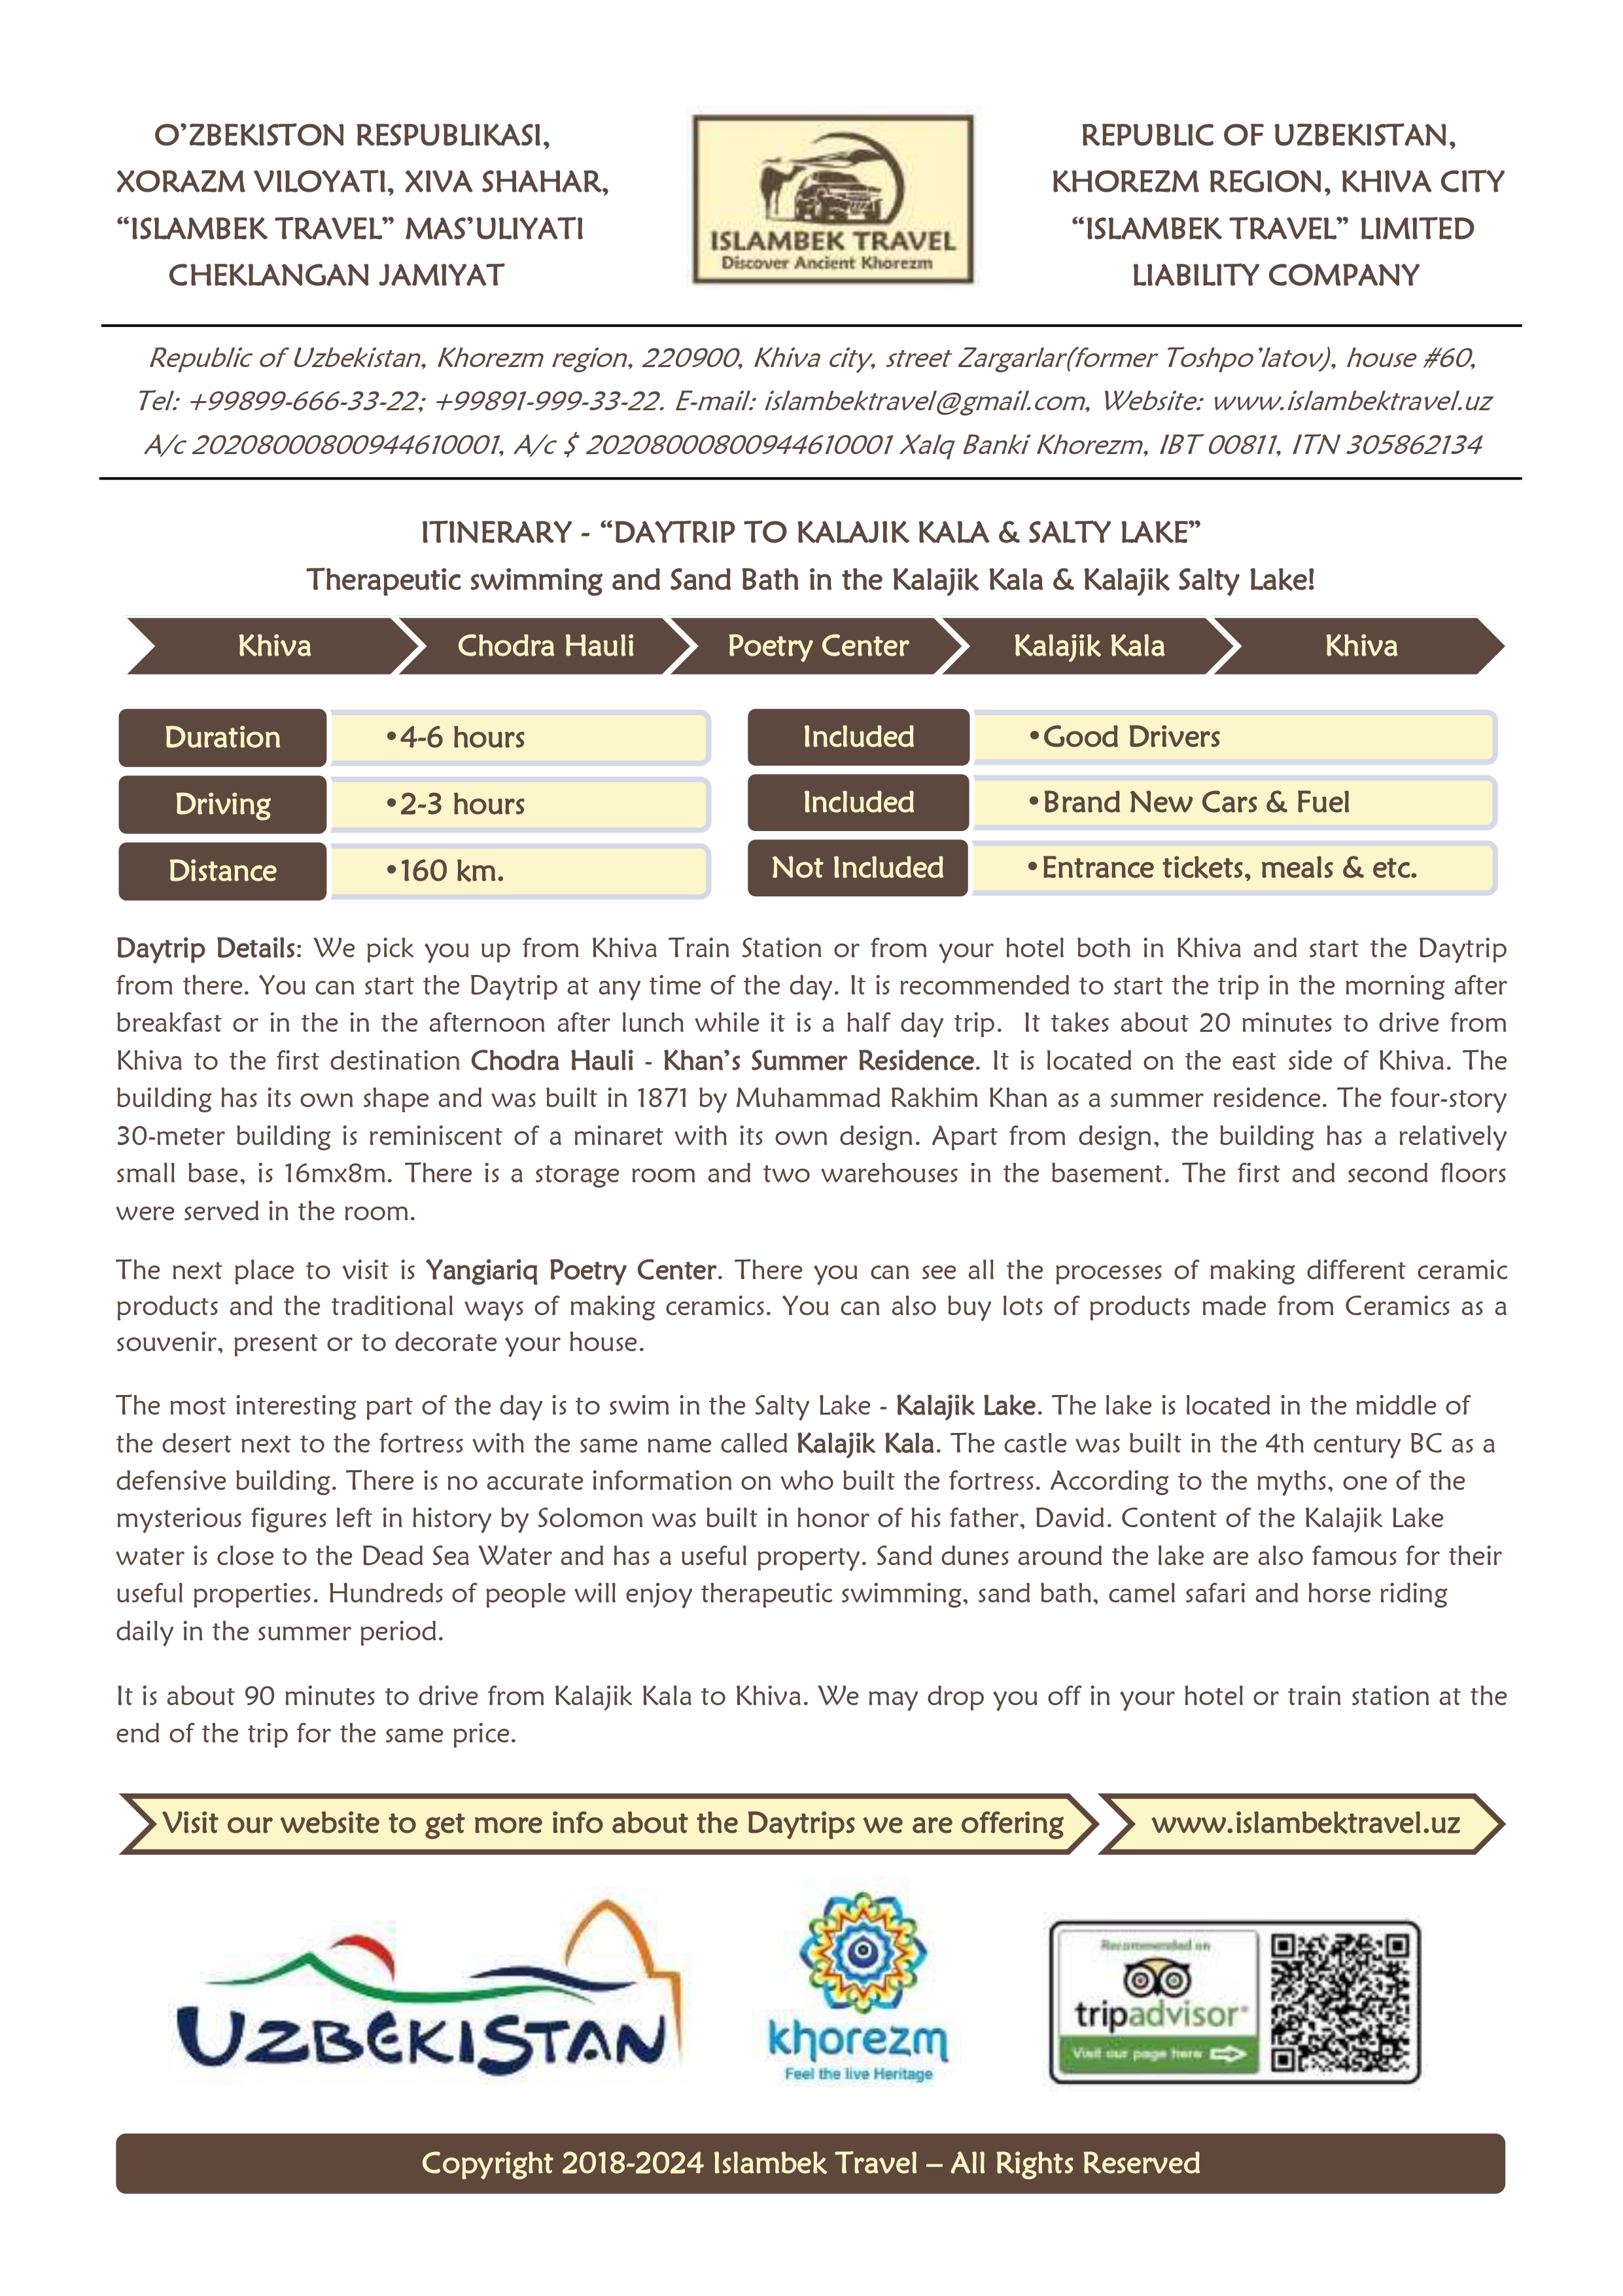 O’ZBEKISTON RESPUBLIKASI,
XORAZM VILOYATI, XIVA SHAHAR,
“ISLAMBEK TRAVEL” MAS’ULIYATI
CHEKLANGAN JAMIYAT
ISLAMBEK TRAVEL
Discover Ancient Khorezm
REPUBLIC OF UZBEKISTAN,
KHOREZM REGION, KHIVA CITY
“ISLAMBEK TRAVEL” LIMITED
LIABILITY COMPANY
Republic of Uzbekistan, Khorezm region, 220900, Khiva city, street Zargarlar(former Toshpo’latov), house #60,
Tel: +99899-666-33-22; +99891-999-33-22. E-mail: islambektravel@gmail.com, Website: www.islambektravel.uz
A/c 20208000800944610001, A/c $ 20208000800944610001 Xalq Banki Khorezm, IBT 00811, ITN 305862134
ITINERARY - “DAYTRIP TO KALAJIK KALA & SALTY LAKE”
Therapeutic swimming and Sand Bath in the Kalajik Kala & Kalajik Salty Lake!
Khiva
Chodra Hauli
Poetry Center
Kalajik Kala
Khiva
Duration
•4-6 hours
Driving
•2-3 hours
Distance
•160 km.
Included
•Good Drivers
Included
•Brand New Cars & Fuel
Not Included
•Entrance tickets, meals & etc.
Daytrip Details: We pick you up from Khiva Train Station or from your hotel both in Khiva and start the Daytrip
from there. You can start the Daytrip at any time of the day. It is recommended to start the trip in the morning after
breakfast or in the in the afternoon after lunch while it is a half day trip. It takes about 20 minutes to drive from
Khiva to the first destination Chodra Hauli - Khan’s Summer Residence. It is located on the east side of Khiva. The
building has its own shape and was built in 1871 by Muhammad Rakhim Khan as a summer residence. The four-story
30-meter building is reminiscent of a minaret with its own design. Apart from design, the building has a relatively
small base, is 16mx8m. There is a storage room and two warehouses in the basement. The first and second floors
were served in the room.
The next place to visit is Yangiariq Poetry Center. There you can see all the processes of making different ceramic
products and the traditional ways of making ceramics. You can also buy lots of products made from Ceramics as a
souvenir, present or to decorate your house.
The most interesting part of the day is to swim in the Salty Lake - Kalajik Lake. The lake is located in the middle of
the desert next to the fortress with the same name called Kalajik Kala. The castle was built in the 4th century BC as a
defensive building. There is no accurate information on who built the fortress. According to the myths, one of the
mysterious figures left in history by Solomon was built in honor of his father, David. Content of the Kalajik Lake
water is close to the Dead Sea Water and has a useful property. Sand dunes around the lake are also famous for their
useful properties. Hundreds of people will enjoy therapeutic swimming, sand bath, camel safari and horse riding
daily in the summer period.
It is about 90 minutes to drive from Kalajik Kala to Khiva. We may drop you off in your hotel or train station at the
end of the trip for the same price.
Visit our website to get more info about the Daytrips we are offering
www.islambektravel.uz
UZBEKISTAN
khorezm
Feel the live Heritage
Recommended on
tripadvisor®
Visit our page here
Copyright 2018-2024 Islambek Travel – All Rights Reserved